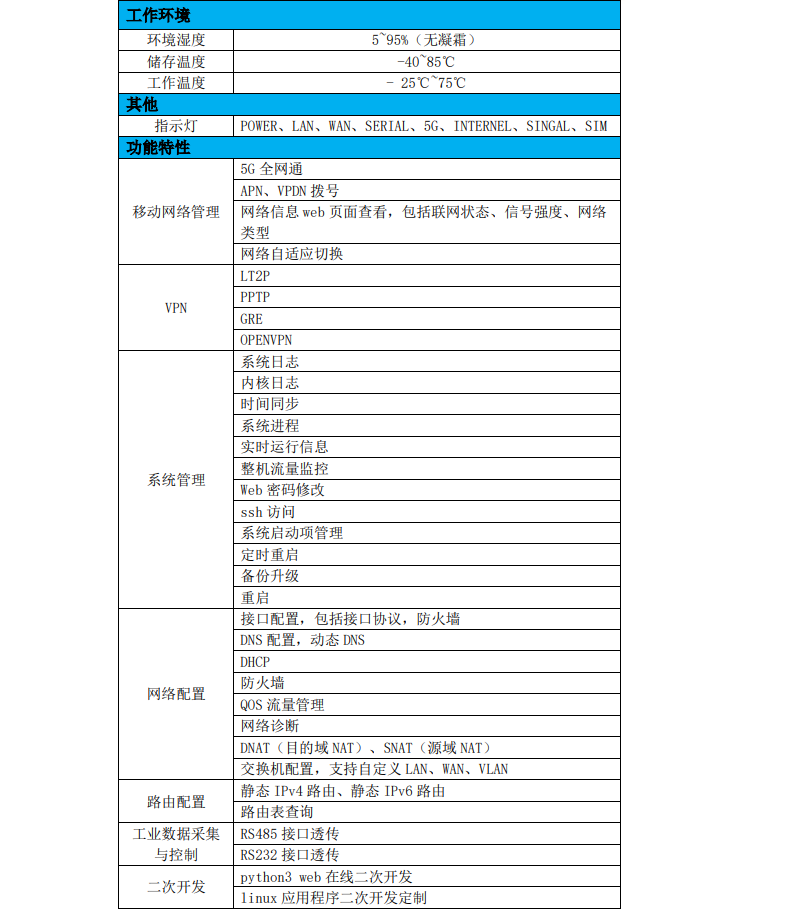 工作环境
环境湿度 5~95%（无凝霜）
储存温度 -40~85℃
工作温度 - 25℃~75℃
其他
指示灯 POWER、LAN、WAN、SERIAL、5G、INTERNEL、SINGAL、SIM
功能特性
移动网络管理
5G 全网通
APN、VPDN 拨号
网络信息 web 页面查看，包括联网状态、信号强度、网络
类型
网络自适应切换
VPN
LT2P
PPTP
GRE
OPENVPN
系统管理
系统日志
内核日志
时间同步
系统进程
实时运行信息
整机流量监控
Web 密码修改
ssh 访问
系统启动项管理
定时重启
备份升级
重启
网络配置
接口配置，包括接口协议，防火墙
DNS 配置，动态 DNS
DHCP
防火墙
QOS 流量管理
网络诊断
DNAT（目的域 NAT）、SNAT（源域 NAT）
交换机配置，支持自定义 LAN、WAN、VLAN
路由配置
静态 IPv4 路由、静态 IPv6 路由
路由表查询
工业数据采集
与控制
RS485 接口透传
RS232 接口透传
二次开发
python3 web 在线二次开发
linux 应用程序二次开发定制